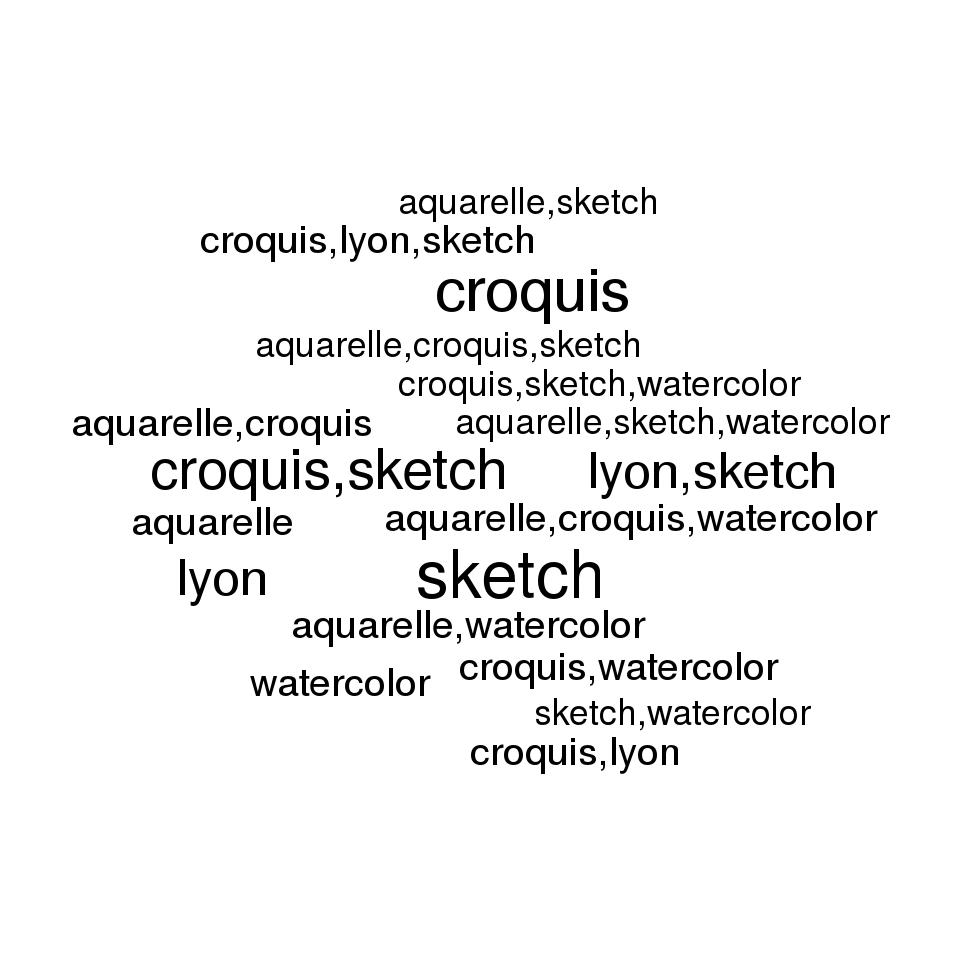 aquarelle,sketch
croquis,lyon,sketch
croquis
aquarelle,croquis,sketch
croquis,sketch,watercolor
aquarelle,croquis
aquarelle,sketch,watercolor
croquis,sketch
lyon,sketch
aquarelle
aquarelle,croquis,watercolor
lyon
sketch
aquarelle,watercolor
watercolor
croquis,watercolor
sketch,watercolor
croquis,lyon